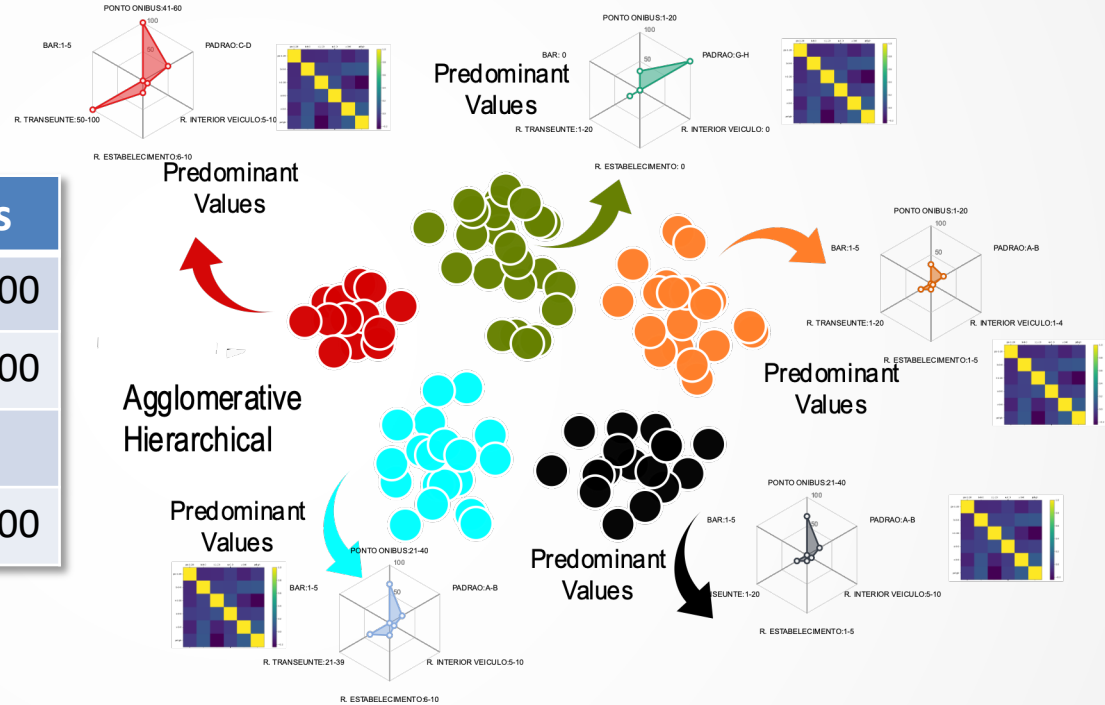 PONTO ONIBUS:41-60
100
50
BAR:1-5
PADRAO:C-D
R. TRANSEUNTE:50-100
R. INTERIOR VEICULO:5-10
R. ESTABELECIMENTO:6-10
Predominant
Values
PONTO ONIBUS:1-20
100
50
BAR: 0
PADRAO:G-H
Predominant
Values
R. TRANSEUNTE:1-20
R. INTERIOR VEICULO: 0
R. ESTABELECIMENTO: 0
s
00
00
00
PONTO ONIBUS:1-20
100
50
BAR:1-5
PADRAO:A-B
R. TRANSEUNTE:1-20
R. INTERIOR VEICULO:1-4
R. ESTABELECIMENTO:1-5
Predominant
Values
Agglomerative
Hierarchical
Predominant
Values
PONTO ONIBUS:21-40
100
50
BAR:1-5
PADRAO:A-B
R. TRANSEUNTE:21-39
R. INTERIOR VEICULO:5-10
R. ESTABELECIMENTO:6-10
Predominant
Values
PONTO ONIBUS:21-40
100
50
BAR:1-5
PADRAO:A-B
SEUNTE:1-20
R. INTERIOR VEICULO:5-10
R. ESTABELECIMENTO:1-5